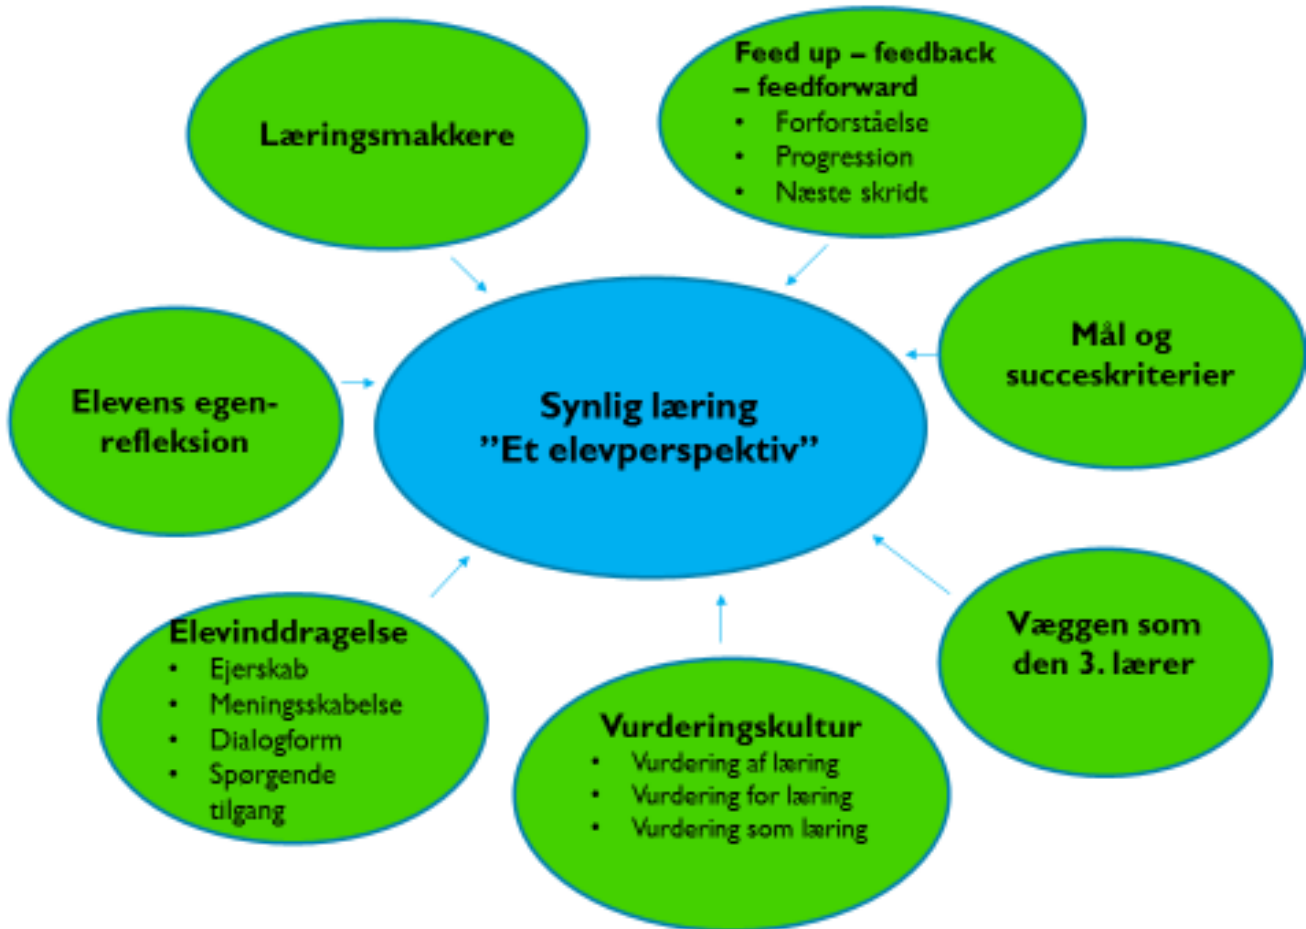 Læringsmakkere
Feed up – feedback
– feedforward
• Forforståelse
• Progression
• Næste skridt
Mål og
succeskriterier
Synlig læring
”Et elevperspektiv”
Elevens egen-
refleksion
Væggen som
den 3. lærer
Elevinddragelse
• Ejerskab
• Meningsskabelse
• Dialogform
• Spørgende
tilgang
Vurderingskultur
• Vurdering af læring
• Vurdering for læring
• Vurdering som læring